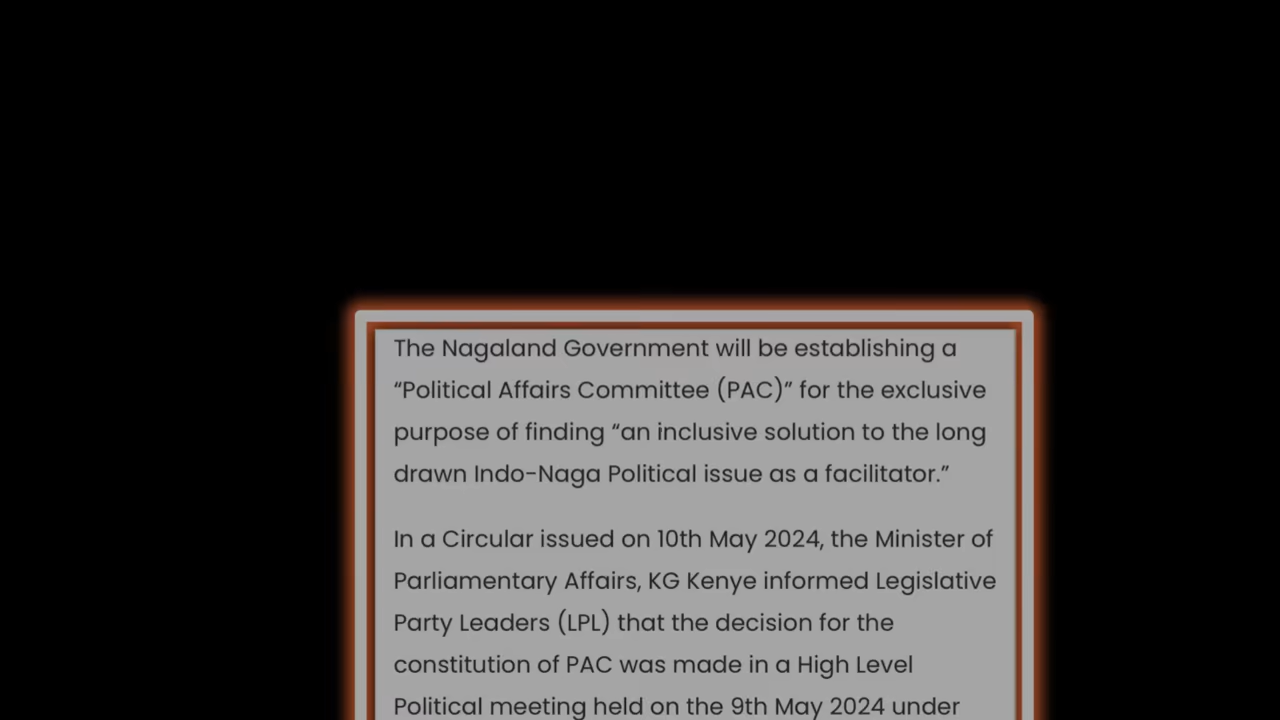 The Nagaland Government will be establishing a
“Political Affairs Committee (PAC)” for the exclusive
purpose of finding “an inclusive solution to the long
drawn Indo-Naga Political issue as a facilitator.”
In a Circular issued on 10th May 2024, the Minister of
Parliamentary Affairs, KG Kenye informed Legislative
Party Leaders (LPL) that the decision for the
constitution of PAC was made in a High Level
Political meeting held on the 9th May 2024 under